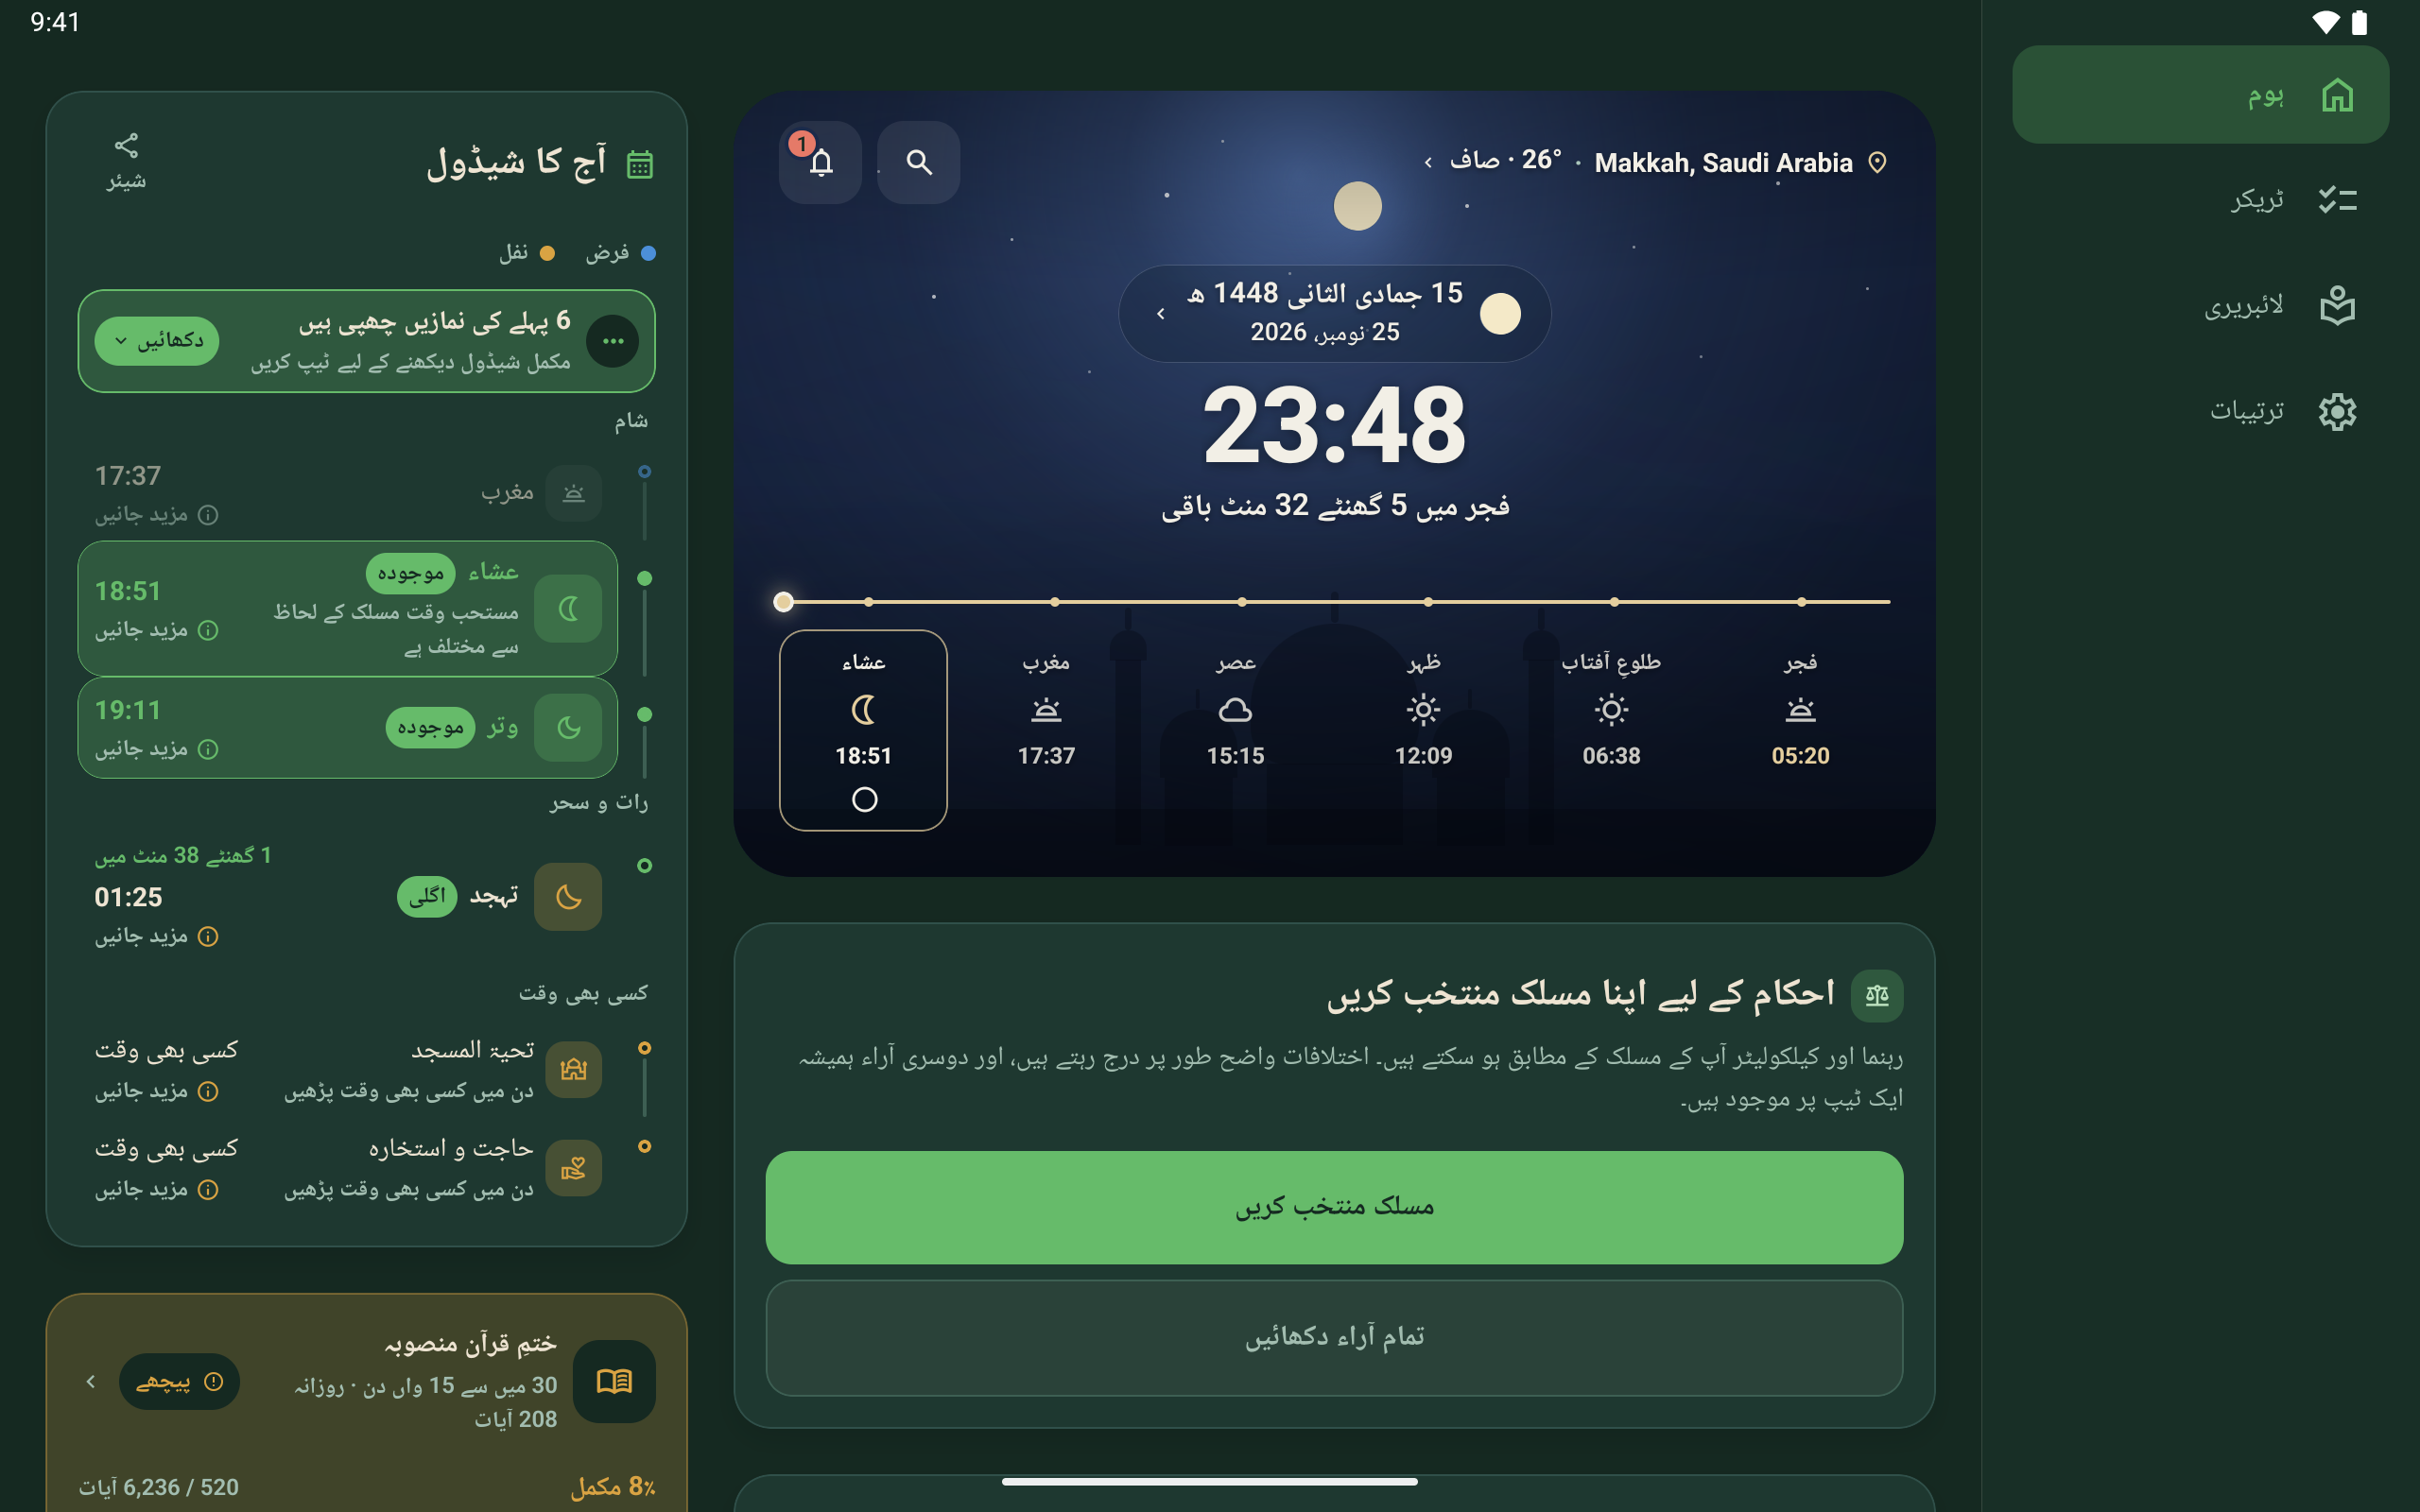 9:41
ہوم
ٹریکر
لائبریری
ترتیبات
Makkah, Saudi Arabia · 26° · صاف
1
15 جمادی الثانی 1448 ھ
25 نومبر، 2026
23:48
فجر میں 5 گھنٹے 32 منٹ باقی
فجر
05:20
طلوعِ آفتاب
06:38
ظہر
12:09
عصر
15:15
مغرب
17:37
عشاء
18:51
احکام کے لیے اپنا مسلک منتخب کریں
رہنما اور کیلکولیٹر آپ کے مسلک کے مطابق ہو سکتے ہیں۔ اختلافات واضح طور پر درج رہتے ہیں، اور دوسری آراء ہمیشہ
ایک ٹیپ پر موجود ہیں۔
مسلک منتخب کریں
تمام آراء دکھائیں
آج کا شیڈول
شیئر
فرض
نفل
6 پہلے کی نمازیں چھپی ہیں
مکمل شیڈول دیکھنے کے لیے ٹیپ کریں
دکھائیں
شام
مغرب
17:37
مزید جانیں
عشاء موجودہ
مستحب وقت مسلک کے لحاظ
سے مختلف ہے
18:51
مزید جانیں
وتر موجودہ
19:11
مزید جانیں
رات و سحر
تہجد اگلی
1 گھنٹے 38 منٹ میں
01:25
مزید جانیں
کسی بھی وقت
تحیۃ المسجد
دن میں کسی بھی وقت پڑھیں
کسی بھی وقت
مزید جانیں
حاجت و استخارہ
دن میں کسی بھی وقت پڑھیں
کسی بھی وقت
مزید جانیں
ختمِ قرآن منصوبہ
30 میں سے 15 واں دن · روزانہ
208 آیات
پیچھے
8٪ مکمل
520 / 6,236 آیات